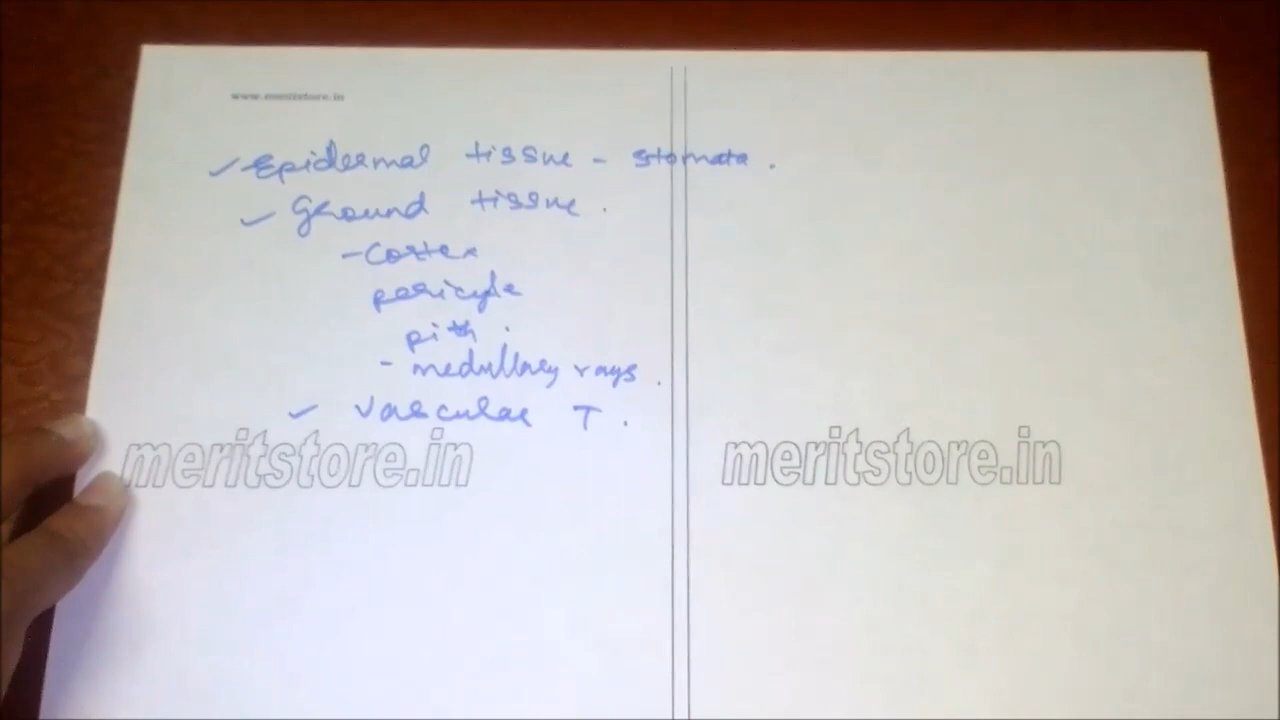 www.meritstore.in
Epidermal tissue - stomata.
Ground tissue.
- Cortex
pericycle
pith.
- medullary rays.
Vascular T.
meritstore.in meritstore.in